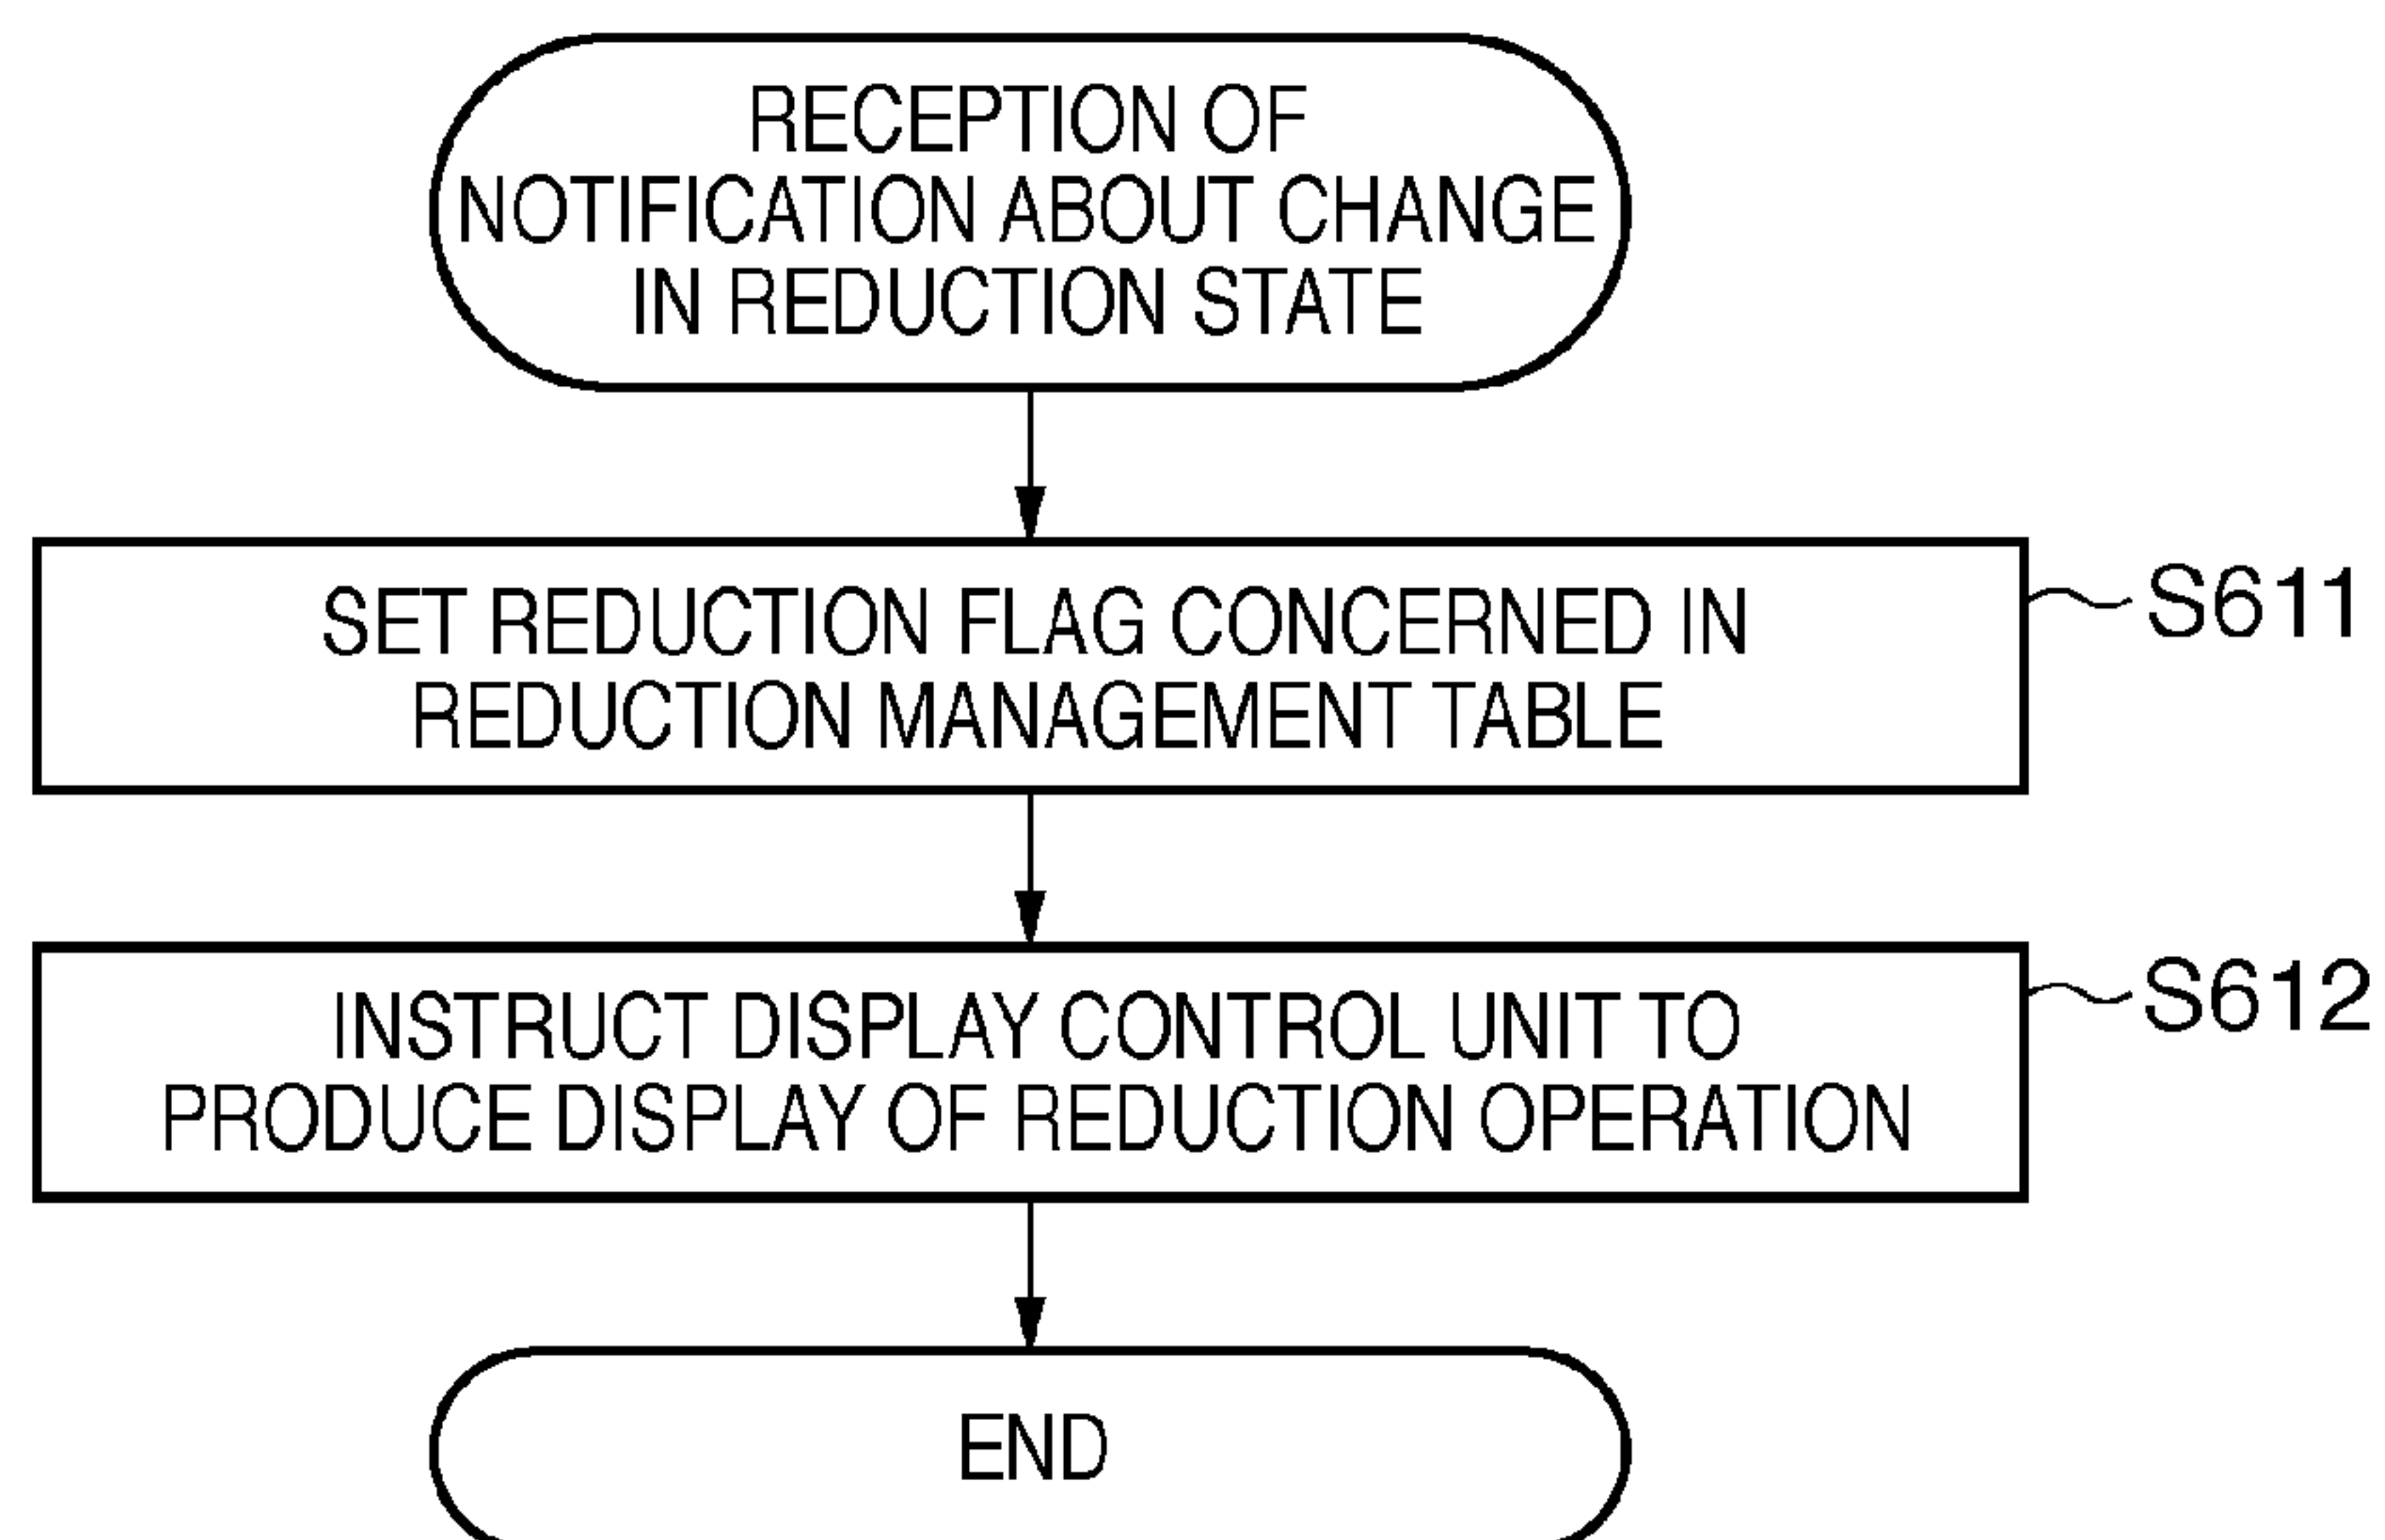 RECEPTION OF
NOTIFICATION ABOUT CHANGE
IN REDUCTION STATE
SET REDUCTION FLAG CONCERNED IN
REDUCTION MANAGEMENT TABLE
S611
INSTRUCT DISPLAY CONTROL UNIT TO
PRODUCE DISPLAY OF REDUCTION OPERATION
S612
END